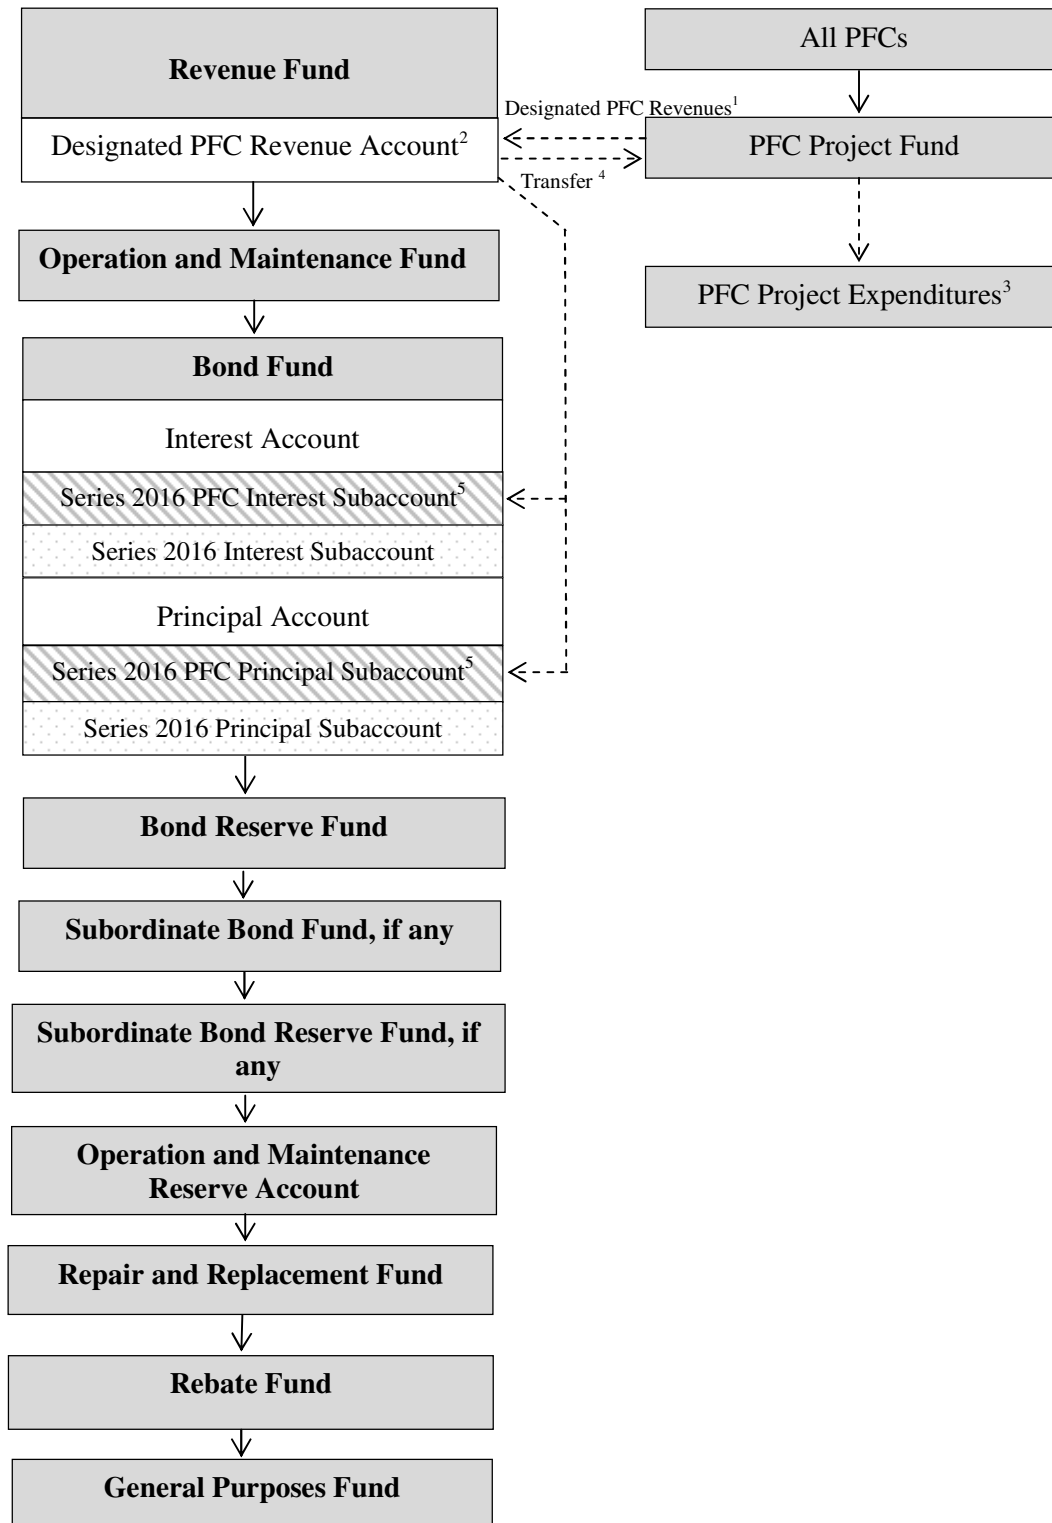 Revenue Fund
All PFCs
Designated PFC Revenues¹
Designated PFC Revenue Account²
PFC Project Fund
Transfer ⁴
Operation and Maintenance Fund
PFC Project Expenditures³
Bond Fund
Interest Account
Series 2016 PFC Interest Subaccount⁵
Series 2016 Interest Subaccount
Principal Account
Series 2016 PFC Principal Subaccount⁵
Series 2016 Principal Subaccount
Bond Reserve Fund
Subordinate Bond Fund, if any
Subordinate Bond Reserve Fund, if
any
Operation and Maintenance
Reserve Account
Repair and Replacement Fund
Rebate Fund
General Purposes Fund